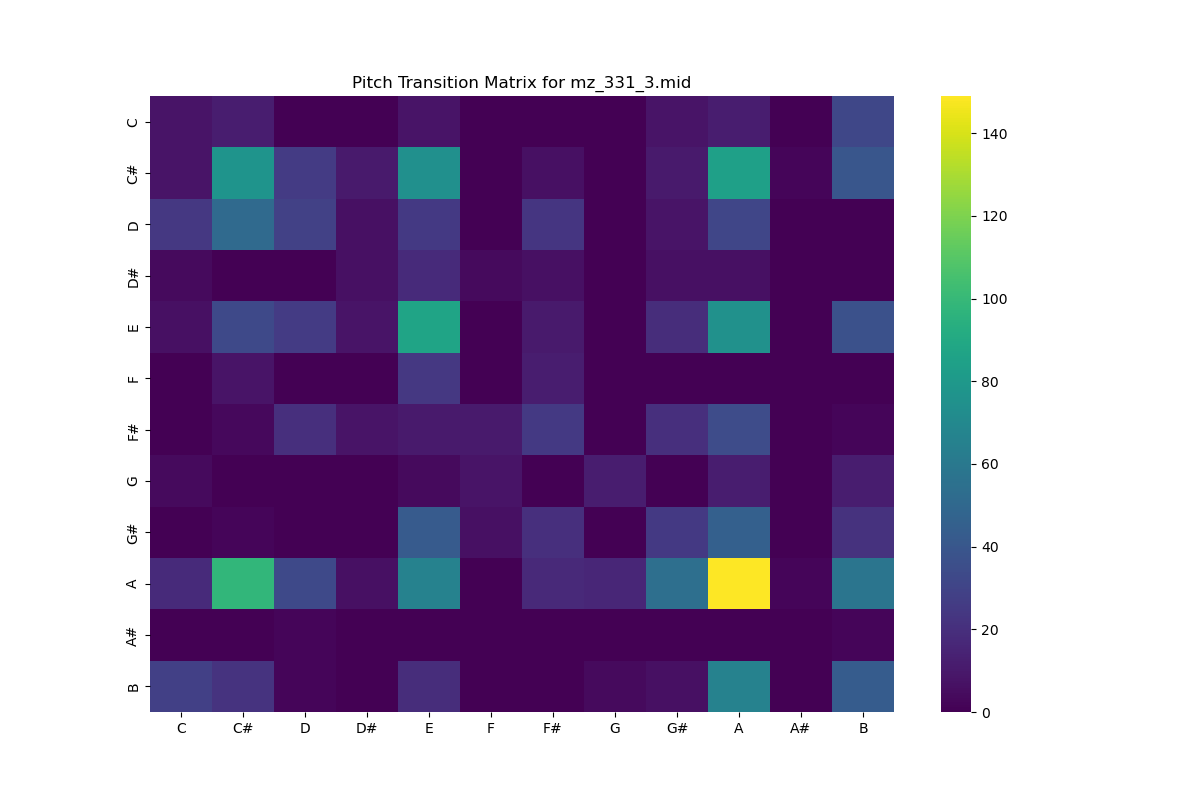 Pitch Transition Matrix for mz_331_3.mid
C
C#
D
D#
E
F
F#
G
G#
A
A#
B
C C# D D# E F F# G G# A A# B
140
120
100
80
60
40
20
0